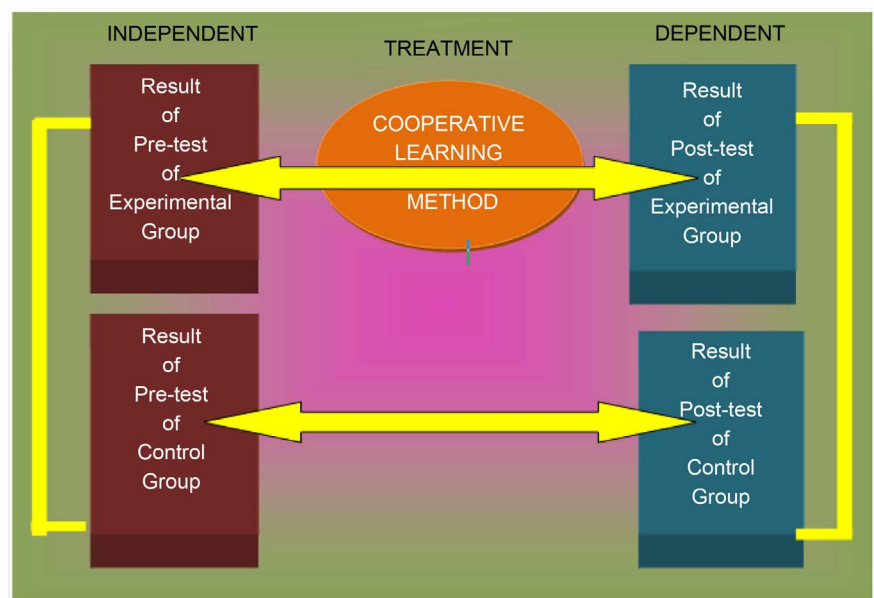 INDEPENDENT
TREATMENT
DEPENDENT
Result
of
Pre-test
of
Experimental
Group
COOPERATIVE
LEARNING
METHOD
Result
of
Post-test
of
Experimental
Group
Result
of
Pre-test
of
Control
Group
Result
of
Post-test
of
Control
Group